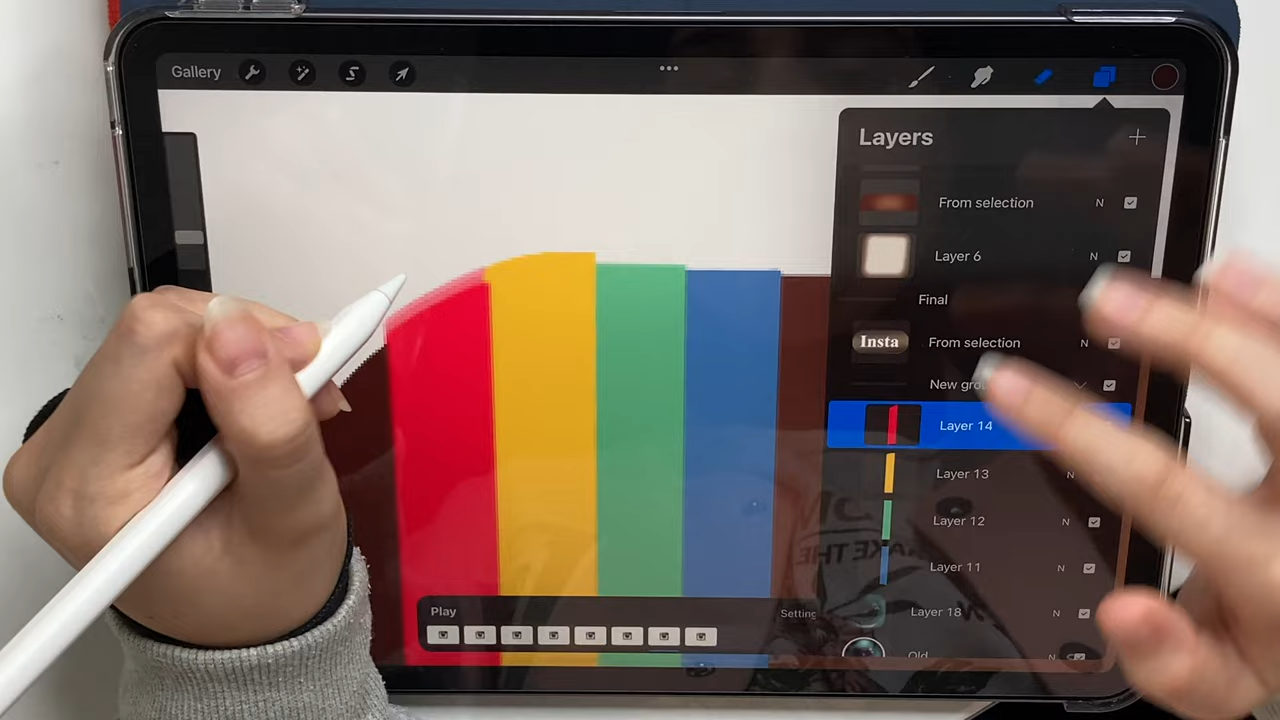 Gallery
Layers
From selection
N
Layer 6
N
Final
Insta
From selection
N
Layer 14
Layer 13
N
Layer 12
N
Layer 11
N
Layer 18
N
Old
N
Play